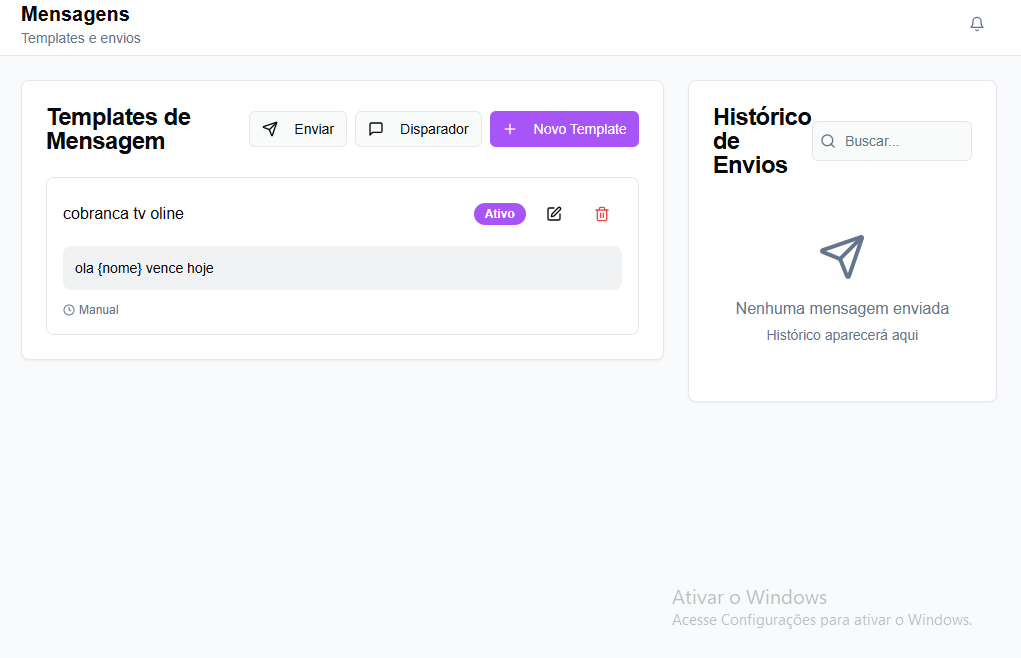 Mensagens
Templates e envios
Templates de
Mensagem
Enviar
Disparador
Novo Template
cobranca tv oline
Ativo
ola {nome} vence hoje
Manual
Histórico
de
Envios
Buscar...
Nenhuma mensagem enviada
Histórico aparecerá aqui
Ativar o Windows
Acesse Configurações para ativar o Windows.